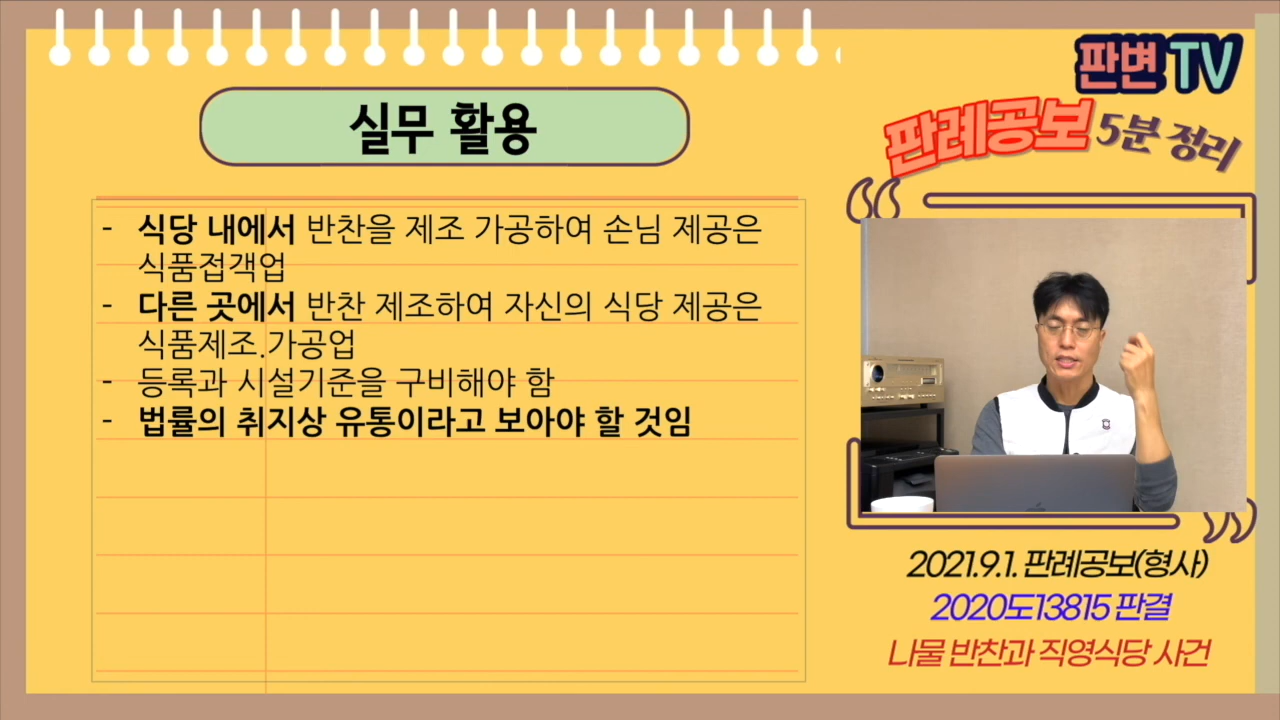 실무 활용
- 식당 내에서 반찬을 제조 가공하여 손님 제공은
식품접객업
- 다른 곳에서 반찬 제조하여 자신의 식당 제공은
식품제조.가공업
- 등록과 시설기준을 구비해야 함
- 법률의 취지상 유통이라고 보아야 할 것임
판변TV
판례공보 5분 정리
2021.9.1. 판례공보(형사)
2020도13815 판결
나물 반찬과 직영식당 사건